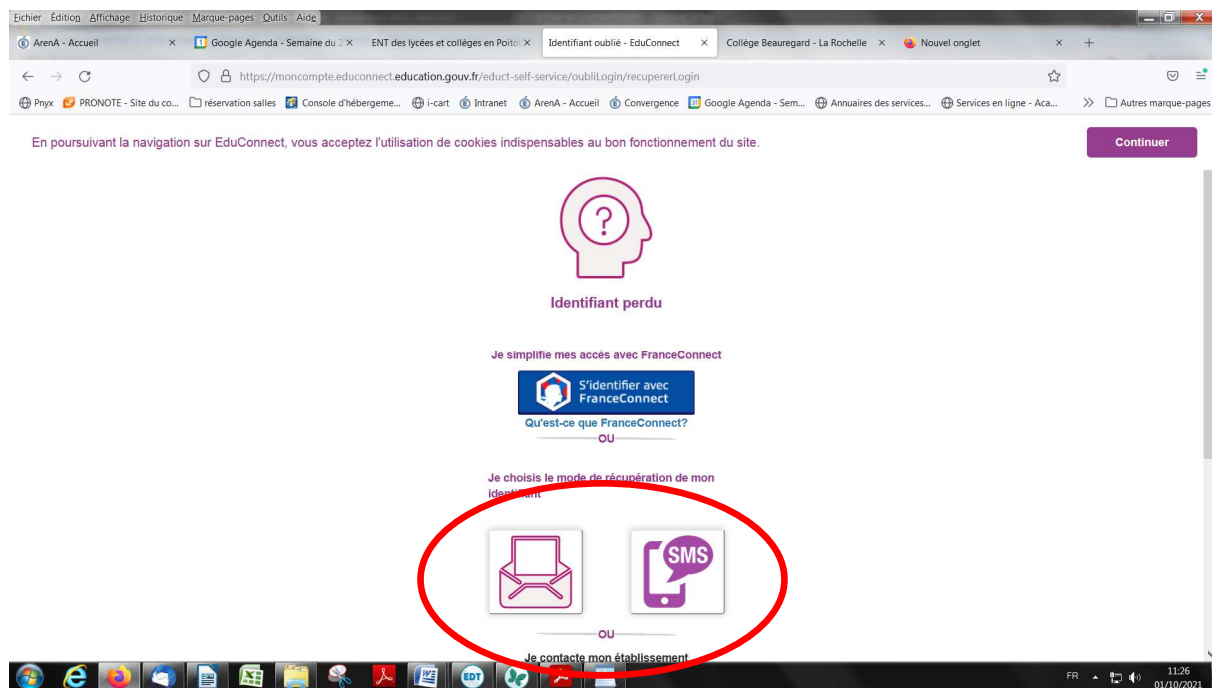 Fichier Édition Affichage Historique Marque-pages Outils Aide
ArenA - Accueil
Google Agenda - Semaine du 2
ENT des lycées et collèges en Poitou
Identifiant oublié - EduConnect
Collège Beauregard - La Rochelle
Nouvel onglet
https://moncompte.educonnect.education.gouv.fr/educt-self-service/oubliLogin/recupererLogin
Pnyx PRONOTE - Site du co... réservation salles Console d'hébergeme... i-cart Intranet ArenA - Accueil Convergence Google Agenda - Sem... Annuaires des services... Services en ligne - Aca... Autres marque-pages
En poursuivant la navigation sur EduConnect, vous acceptez l'utilisation de cookies indispensables au bon fonctionnement du site.
Continuer
?
Identifiant perdu
Je simplifie mes accès avec FranceConnect
S'identifier avec
FranceConnect
Qu'est-ce que FranceConnect?
OU
Je choisis le mode de récupération de mon
identifiant
SMS
OU
Je contacte mon établissement
EDT
FR
11:26
01/10/2021